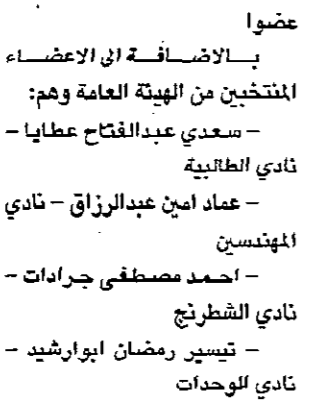 عضوا
بالاضافة الى الاعضاء
المنتخبين من الهيئة العامة وهم:
– سعدي عبدالفتاح عطايا –
نادي الطالبية
– عماد امين عبدالرزاق – نادي
المهندسين
– احمد مصطفى جرادات –
نادي الشطرنج
– تيسير رمضان ابوارشيد –
نادي الوحدات